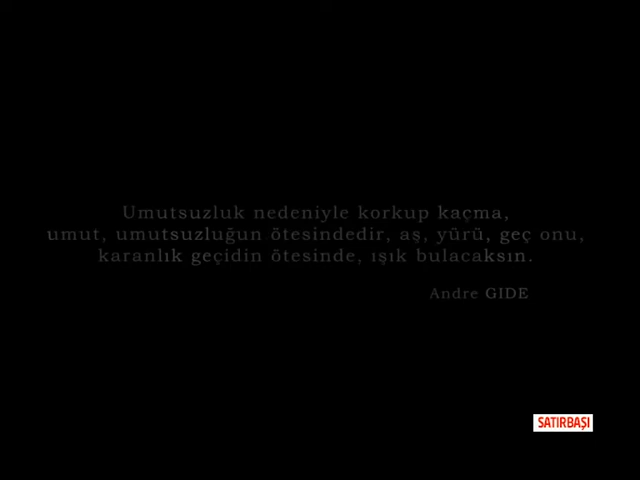 Umutsuzluk nedeniyle korkup kaçma,
umut, umutsuzluğun ötesindedir, aş, yürü, geç onu,
karanlık geçidin ötesinde, ışık bulacaksın.
Andre GIDE
SATIRBAŞI